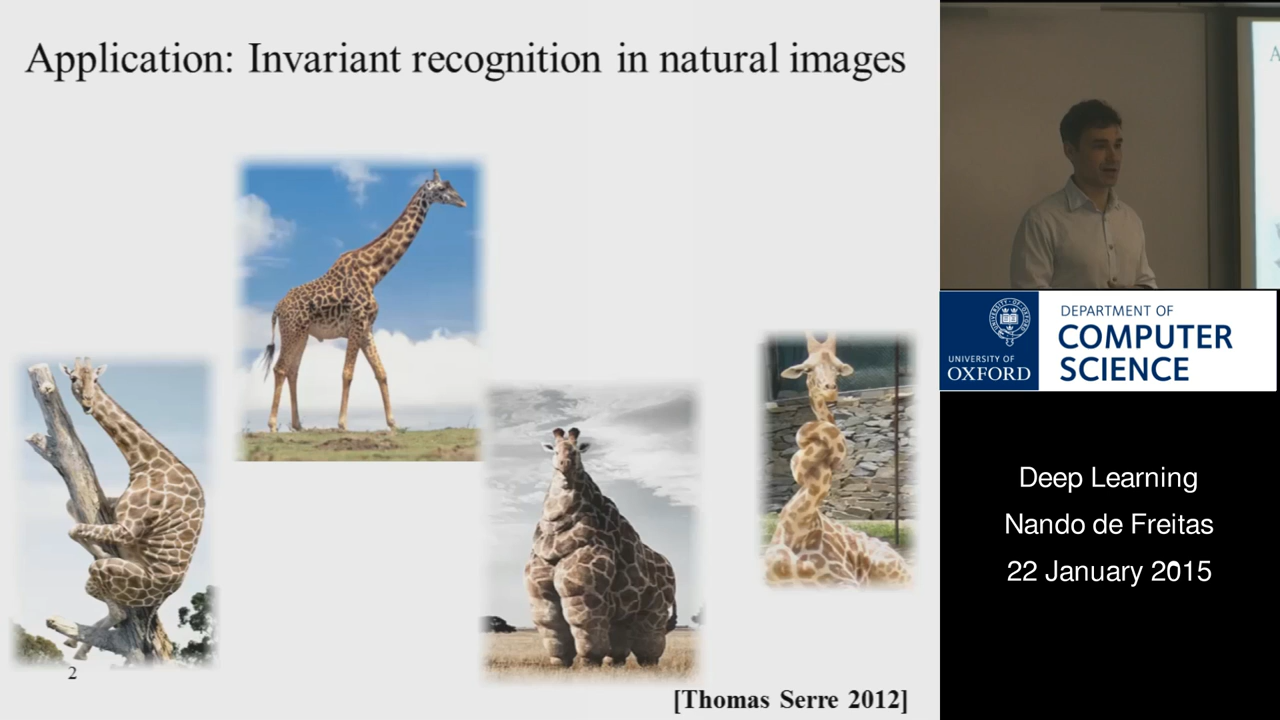 Application: Invariant recognition in natural images
2
[Thomas Serre 2012]
A
UNIVERSITY OF
OXFORD
DEPARTMENT OF
COMPUTER
SCIENCE
Deep Learning
Nando de Freitas
22 January 2015